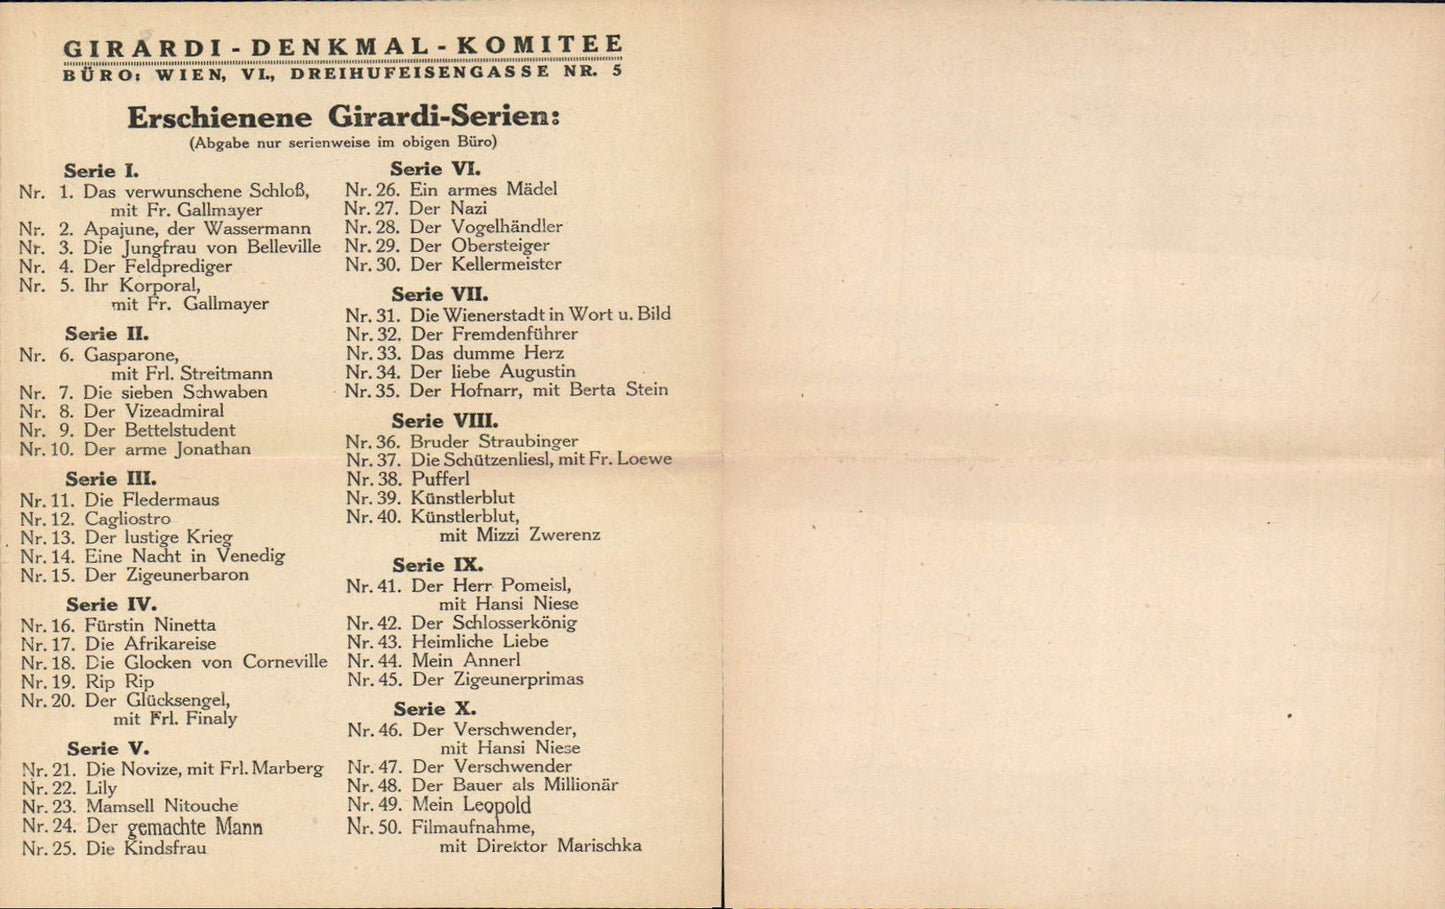 GIRARDI-DENKMAL-KOMITEE
BÜRO: WIEN, VI., DREIHUFEISENGASSE NR. 5
Erschienene Girardi-Serien:
(Abgabe nur serienweise im obigen Büro)
Serie I.
Nr. 1. Das verwunschene Schloß,
mit Fr. Gallmayer
Nr. 2. Apajune, der Wassermann
Nr. 3. Die Jungfrau von Belleville
Nr. 4. Der Feldprediger
Nr. 5. Ihr Korporal,
mit Fr. Gallmayer
Serie II.
Nr. 6. Gasparone,
mit Frl. Streitmann
Nr. 7. Die sieben Schwaben
Nr. 8. Der Vizeadmiral
Nr. 9. Der Bettelstudent
Nr. 10. Der arme Jonathan
Serie III.
Nr. 11. Die Fledermaus
Nr. 12. Cagliostro
Nr. 13. Der lustige Krieg
Nr. 14. Eine Nacht in Venedig
Nr. 15. Der Zigeunerbaron
Serie IV.
Nr. 16. Fürstin Ninetta
Nr. 17. Die Afrikareise
Nr. 18. Die Glocken von Corneville
Nr. 19. Rip Rip
Nr. 20. Der Glücksengel,
mit Frl. Finaly
Serie V.
Nr. 21. Die Novize, mit Frl. Marberg
Nr. 22. Lily
Nr. 23. Mamsell Nitouche
Nr. 24. Der gemachte Mann
Nr. 25. Die Kindsfrau
Serie VI.
Nr. 26. Ein armes Mädel
Nr. 27. Der Nazi
Nr. 28. Der Vogelhändler
Nr. 29. Der Obersteiger
Nr. 30. Der Kellermeister
Serie VII.
Nr. 31. Die Wienerstadt in Wort u. Bild
Nr. 32. Der Fremdenführer
Nr. 33. Das dumme Herz
Nr. 34. Der liebe Augustin
Nr. 35. Der Hofnarr, mit Berta Stein
Serie VIII.
Nr. 36. Bruder Straubinger
Nr. 37. Die Schützenliesl, mit Fr. Loewe
Nr. 38. Pufferl
Nr. 39. Künstlerblut
Nr. 40. Künstlerblut,
mit Mizzi Zwerenz
Serie IX.
Nr. 41. Der Herr Pomeisl,
mit Hansi Niese
Nr. 42. Der Schlosserkönig
Nr. 43. Heimliche Liebe
Nr. 44. Mein Annerl
Nr. 45. Der Zigeunerprimas
Serie X.
Nr. 46. Der Verschwender,
mit Hansi Niese
Nr. 47. Der Verschwender
Nr. 48. Der Bauer als Millionär
Nr. 49. Mein Leopold
Nr. 50. Filmaufnahme,
mit Direktor Marischka